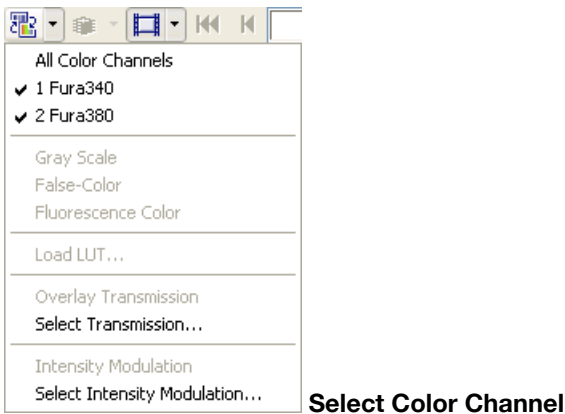 All Color Channels
1 Fura340
2 Fura380
Gray Scale
False-Color
Fluorescence Color
Load LUT...
Overlay Transmission
Select Transmission...
Intensity Modulation
Select Intensity Modulation...
Select Color Channel